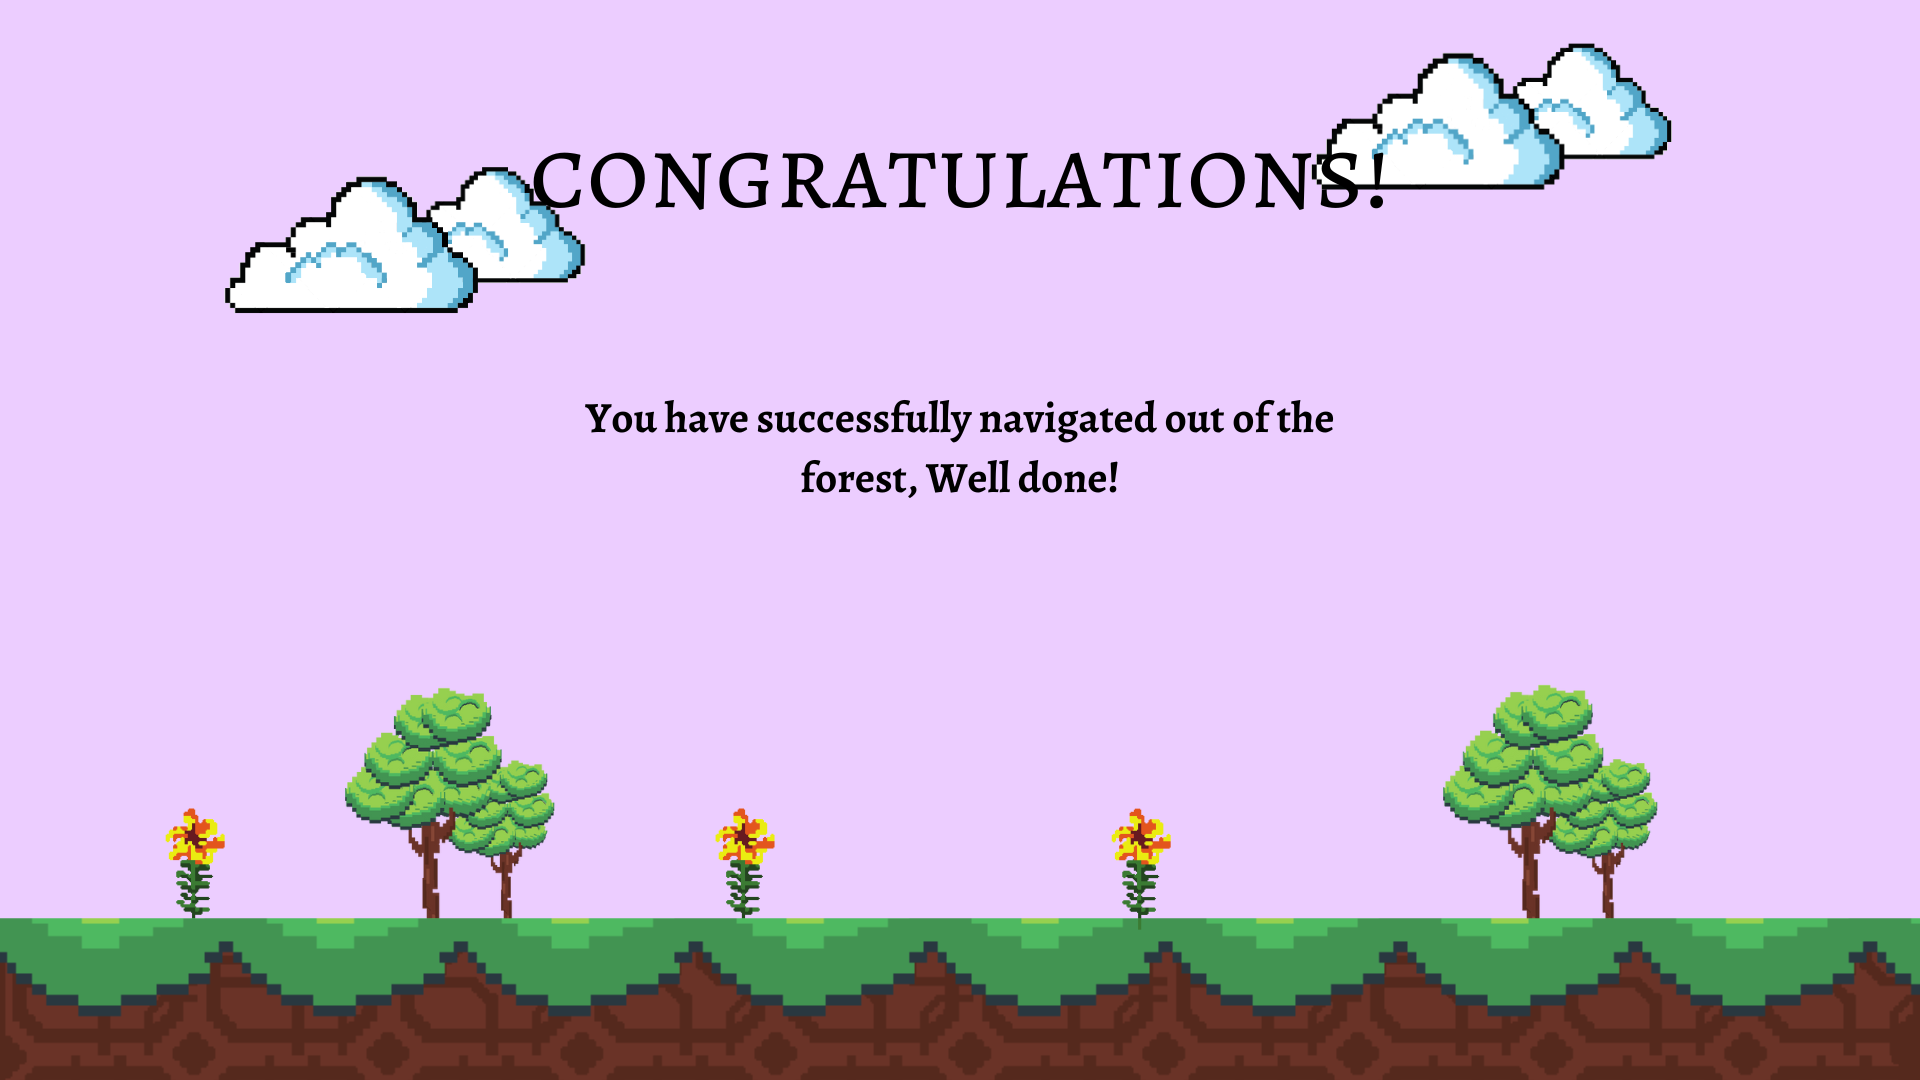 CONGRATULATIONS!
You have successfully navigated out of the
forest, Well done!